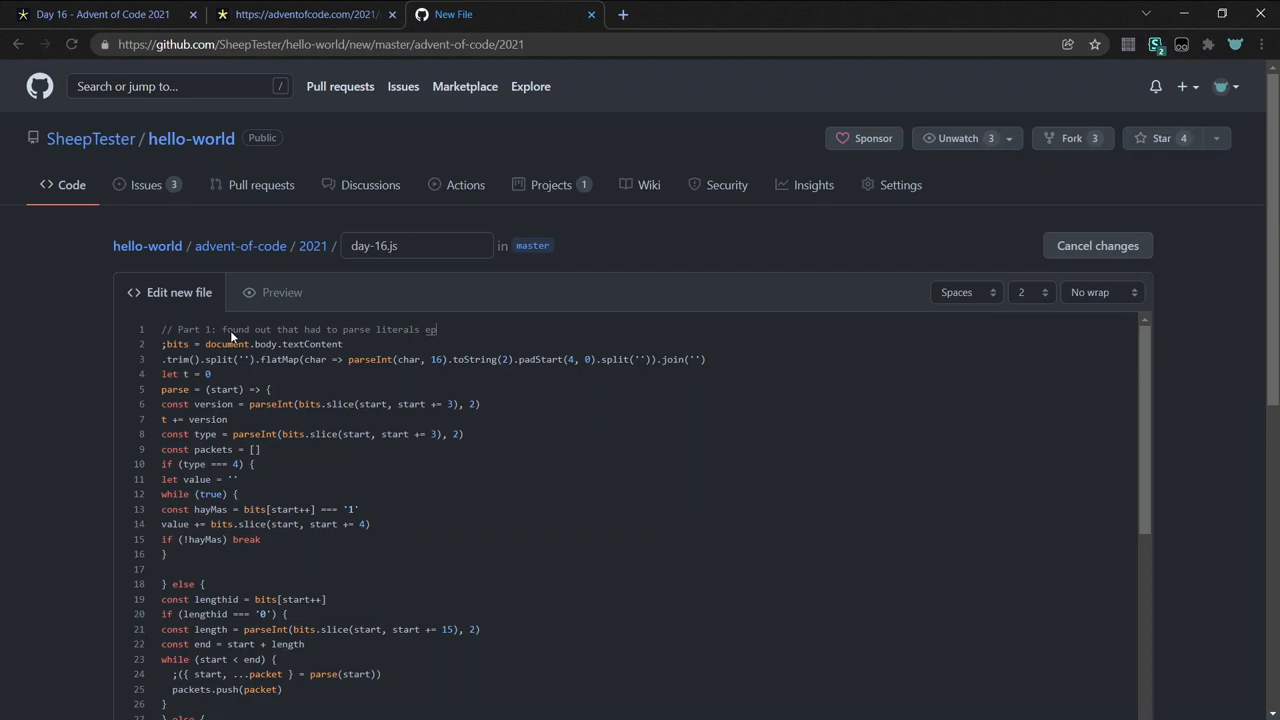 Day 16 - Advent of Code 2021
https://adventofcode.com/2021/
New File
https://github.com/SheepTester/hello-world/new/master/advent-of-code/2021
2
Search or jump to... /
Pull requests Issues Marketplace Explore
SheepTester / hello-world Public
Sponsor Unwatch 3 Fork 3 Star 4
Code Issues 3 Pull requests Discussions Actions Projects 1 Wiki Security Insights Settings
hello-world / advent-of-code / 2021 / day-16.js in master Cancel changes
Edit new file Preview Spaces 2 No wrap
1 // Part 1: found out that had to parse literals ep
2 ;bits = document.body.textContent
3 .trim().split('').flatMap(char => parseInt(char, 16).toString(2).padStart(4, 0).split('')).join('')
4 let t = 0
5 parse = (start) => {
6 const version = parseInt(bits.slice(start, start += 3), 2)
7 t += version
8 const type = parseInt(bits.slice(start, start += 3), 2)
9 const packets = []
10 if (type === 4) {
11 let value = ''
12 while (true) {
13 const hayMas = bits[start++] === '1'
14 value += bits.slice(start, start += 4)
15 if (!hayMas) break
16 }
17
18 } else {
19 const lengthid = bits[start++]
20 if (lengthid === '0') {
21 const length = parseInt(bits.slice(start, start += 15), 2)
22 const end = start + length
23 while (start < end) {
24 ;({ start, ...packet } = parse(start))
25 packets.push(packet)
26 }
27 } else {